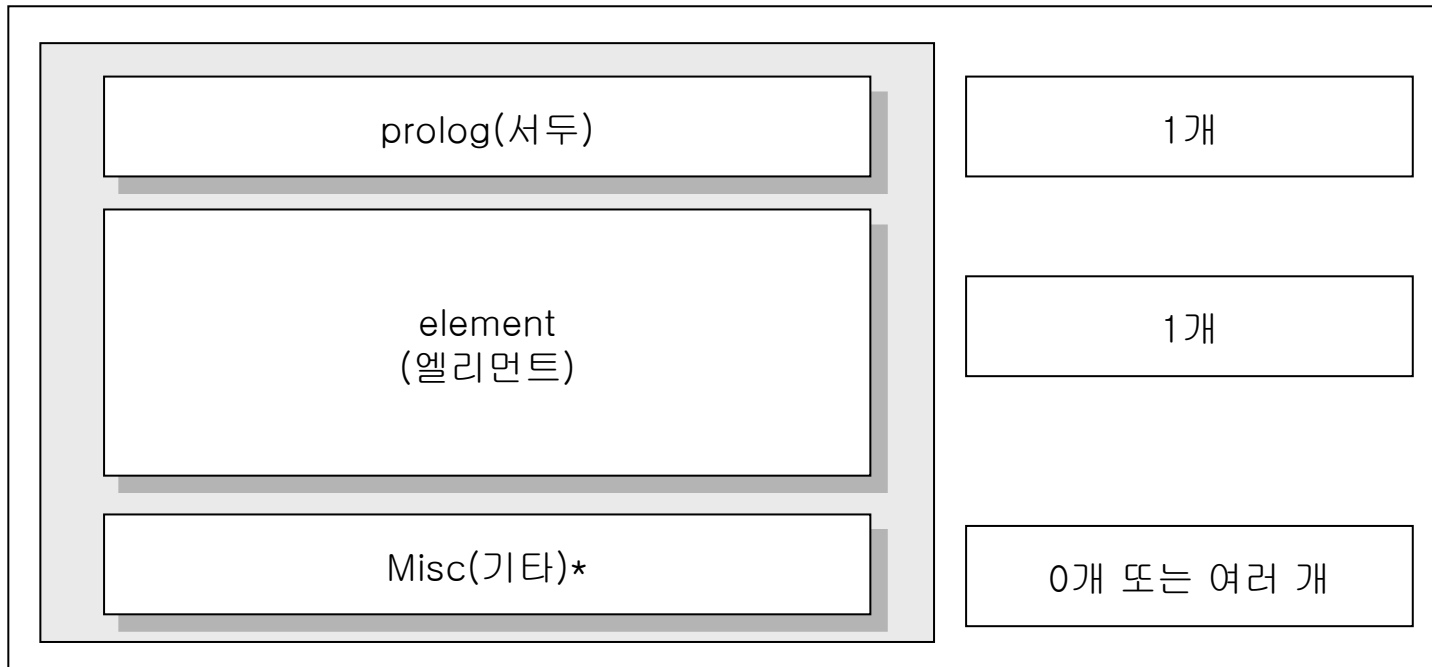 prolog(서두)
1개
element
(엘리먼트)
1개
Misc(기타)*
0개 또는 여러 개